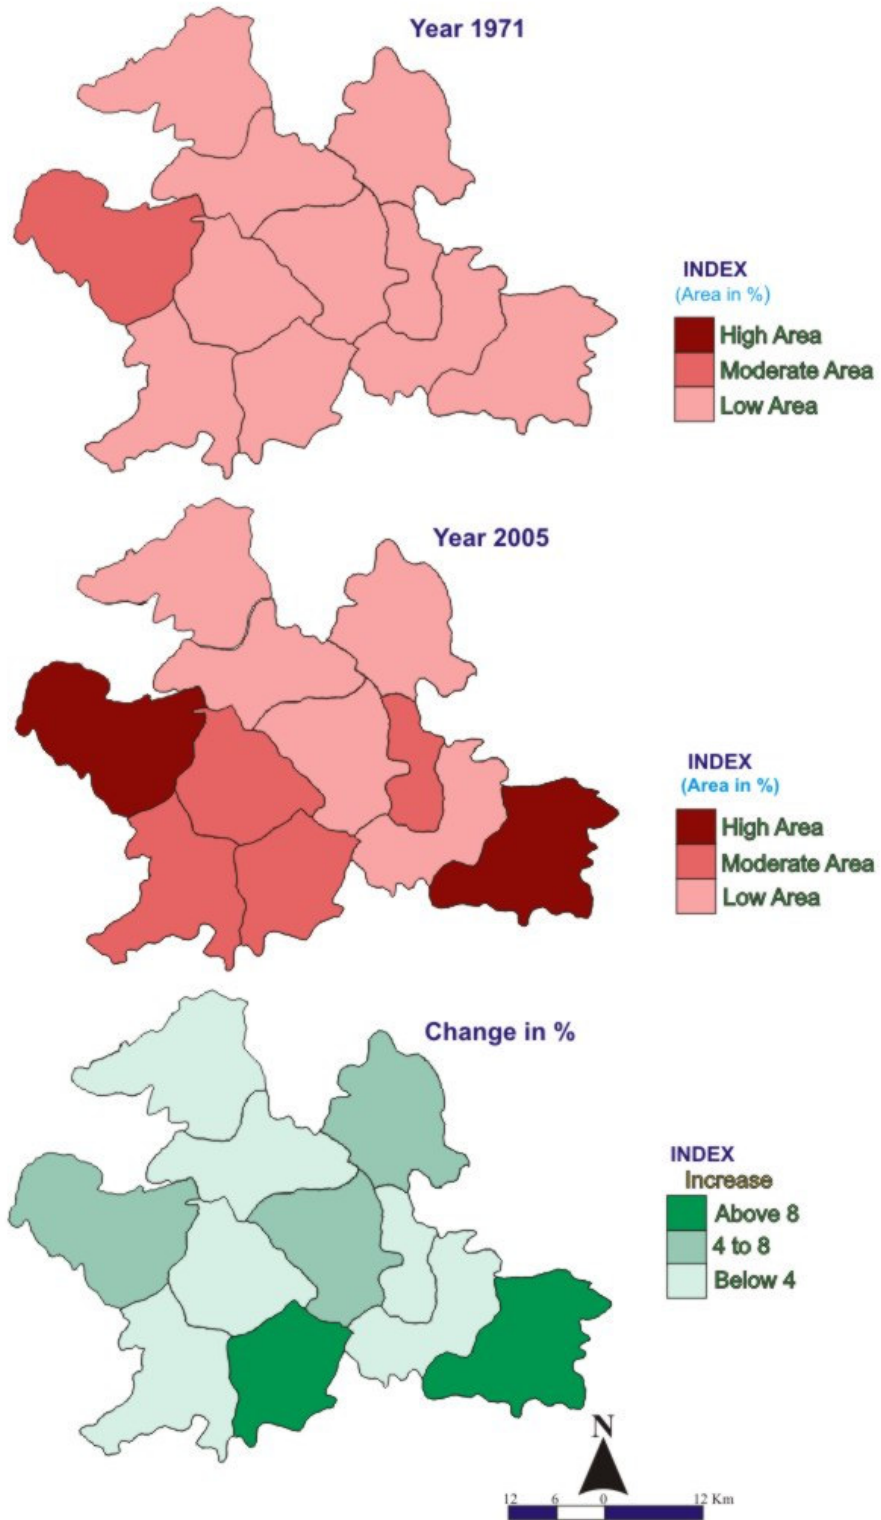 Year 1971
INDEX
(Area in %)
High Area
Moderate Area
Low Area
Year 2005
INDEX
(Area in %)
High Area
Moderate Area
Low Area
Change in %
INDEX
Increase
Above 8
4 to 8
Below 4
N
12 6 0 12 Km